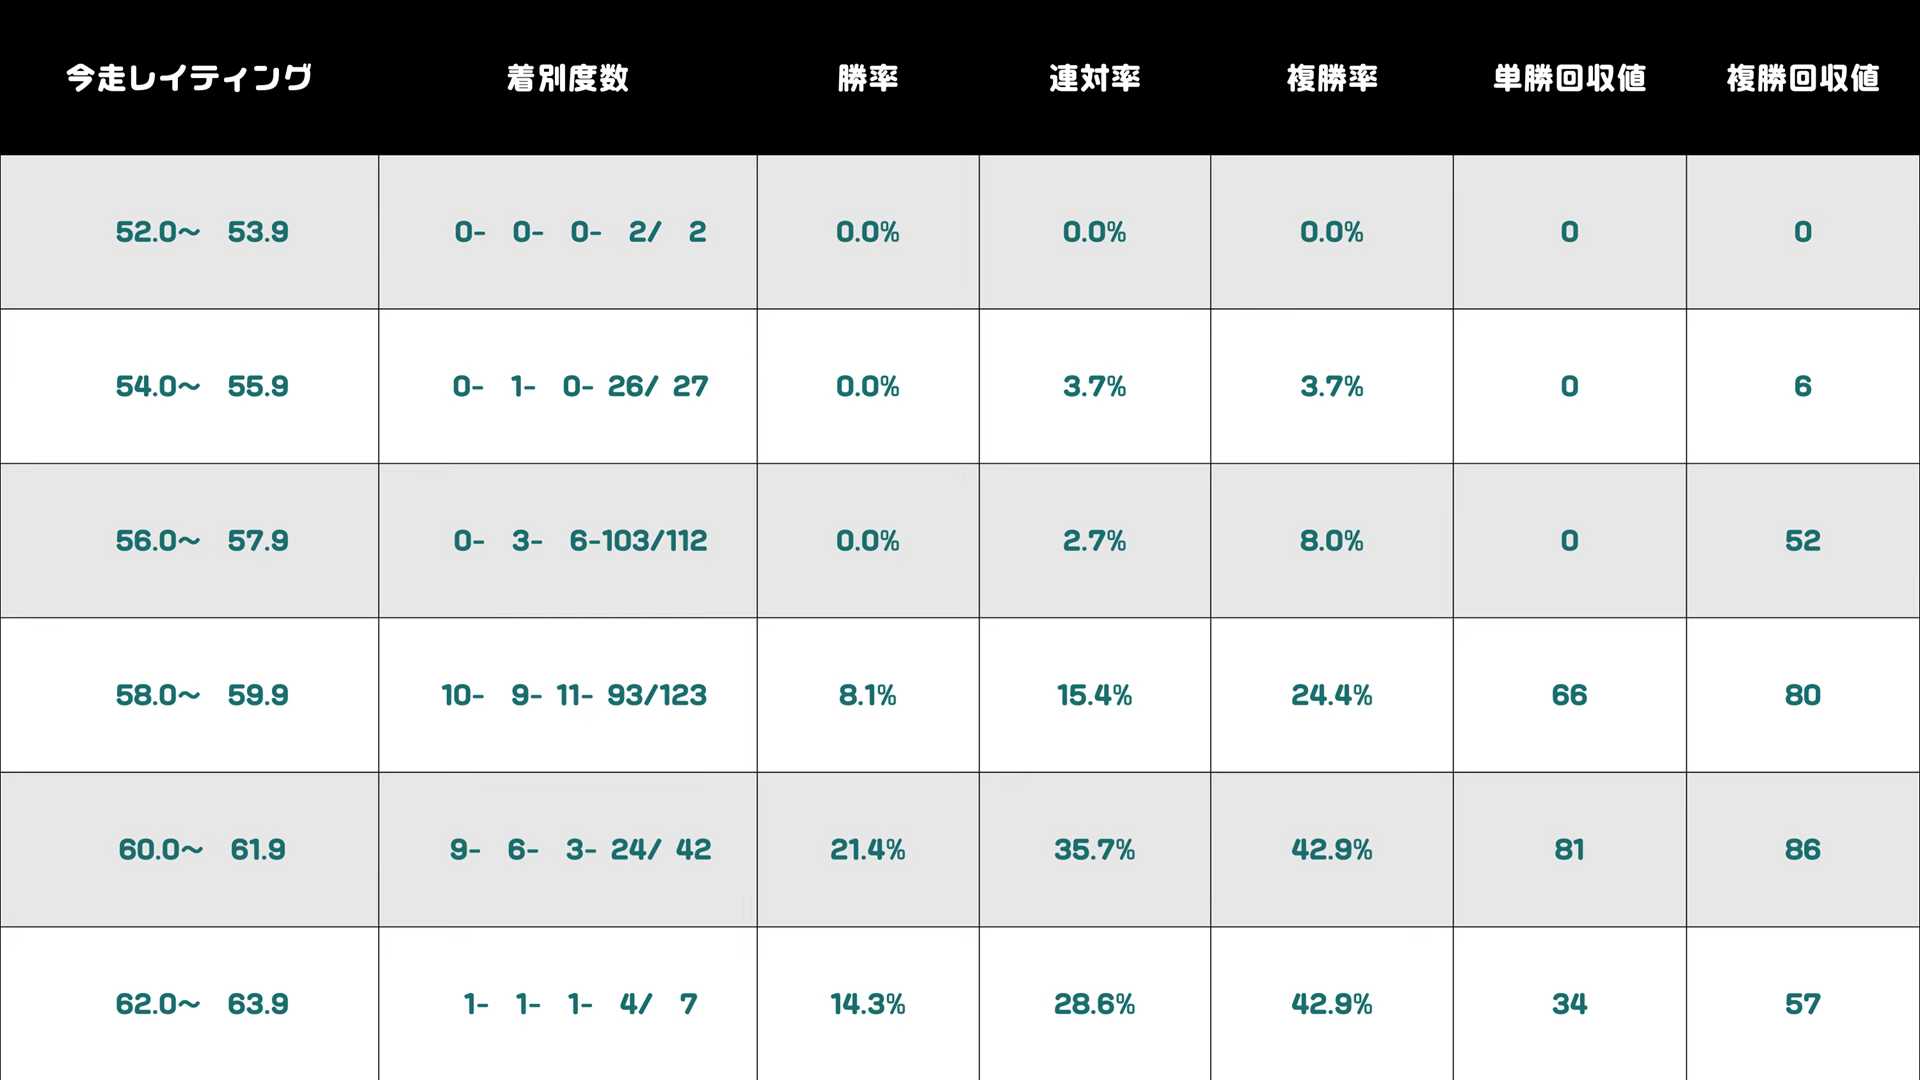 今走レイティング 着別度数 勝率 連対率 複勝率 単勝回収値 複勝回収値
52.0〜 53.9 0- 0- 0- 2/ 2 0.0% 0.0% 0.0% 0 0
54.0〜 55.9 0- 1- 0- 26/ 27 0.0% 3.7% 3.7% 0 6
56.0〜 57.9 0- 3- 6-103/112 0.0% 2.7% 8.0% 0 52
58.0〜 59.9 10- 9- 11- 93/123 8.1% 15.4% 24.4% 66 80
60.0〜 61.9 9- 6- 3- 24/ 42 21.4% 35.7% 42.9% 81 86
62.0〜 63.9 1- 1- 1- 4/ 7 14.3% 28.6% 42.9% 34 57